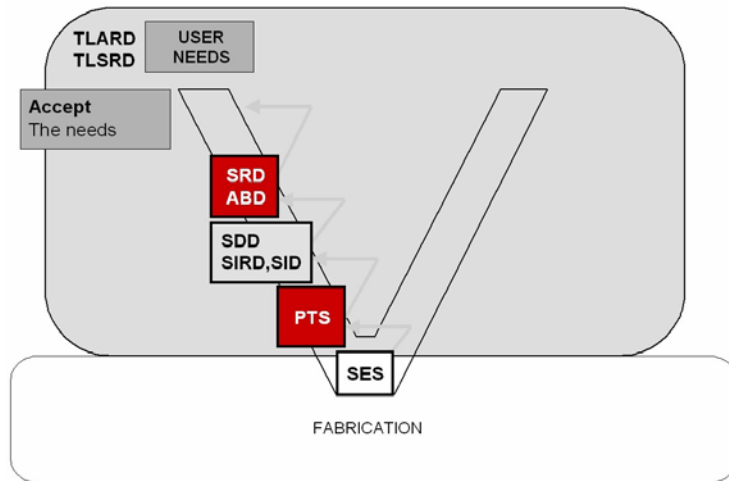 TLARD
TLSRD
USER
NEEDS
Accept
The needs
SRD
ABD
SDD
SIRD,SID
PTS
SES
FABRICATION